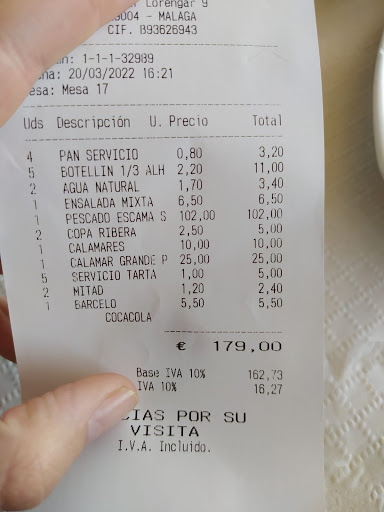 Lorengar 9
29004 - MALAGA
CIF. B93626943
: 1-1-1-32989
: 20/03/2022 16:21
esa: Mesa 17
Uds Descripción U. Precio Total
4 PAN SERVICIO 0,80 3,20
5 BOTELLIN 1/3 ALH 2,20 11,00
2 AGUA NATURAL 1,70 3,40
1 ENSALADA MIXTA 6,50 6,50
1 PESCADO ESCAMA S 102,00 102,00
2 COPA RIBERA 2,50 5,00
1 CALAMARES 10,00 10,00
1 CALAMAR GRANDE P 25,00 25,00
5 SERVICIO TARTA 1,00 5,00
2 MITAD 1,20 2,40
1 BARCELO 5,50 5,50
COCACOLA
€ 179,00
Base IVA 10% 162,73
IVA 10% 16,27
CIAS POR SU
VISITA
I.V.A. Incluido.